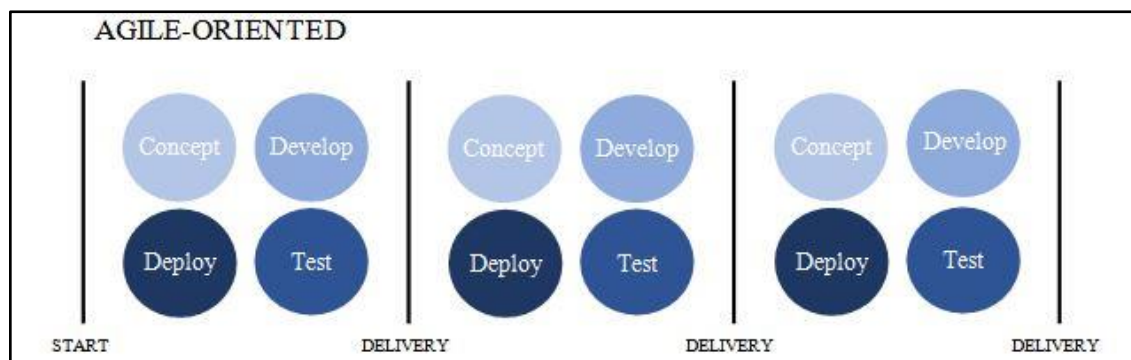 AGILE-ORIENTED
Concept Develop Concept Develop Concept Develop
Deploy Test Deploy Test Deploy Test
START DELIVERY DELIVERY DELIVERY